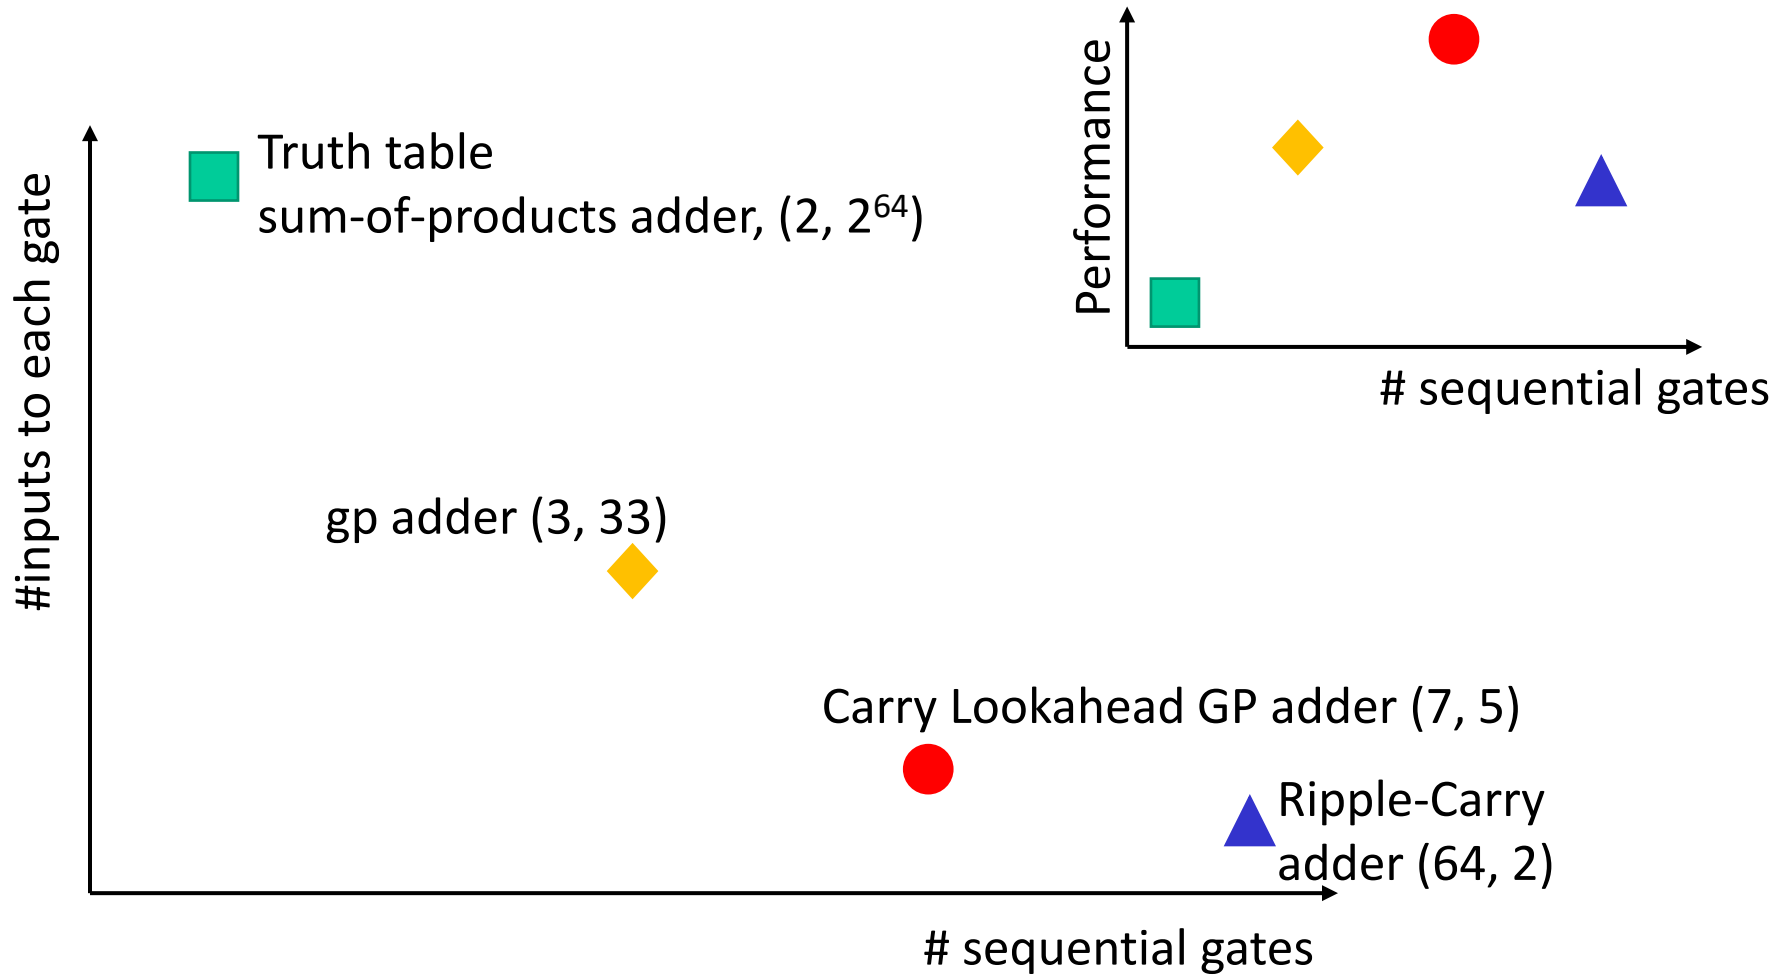 Truth table
sum-of-products adder, (2, 2⁶⁴)
#inputs to each gate
gp adder (3, 33)
Carry Lookahead GP adder (7, 5)
Ripple-Carry
adder (64, 2)
# sequential gates
Performance
# sequential gates